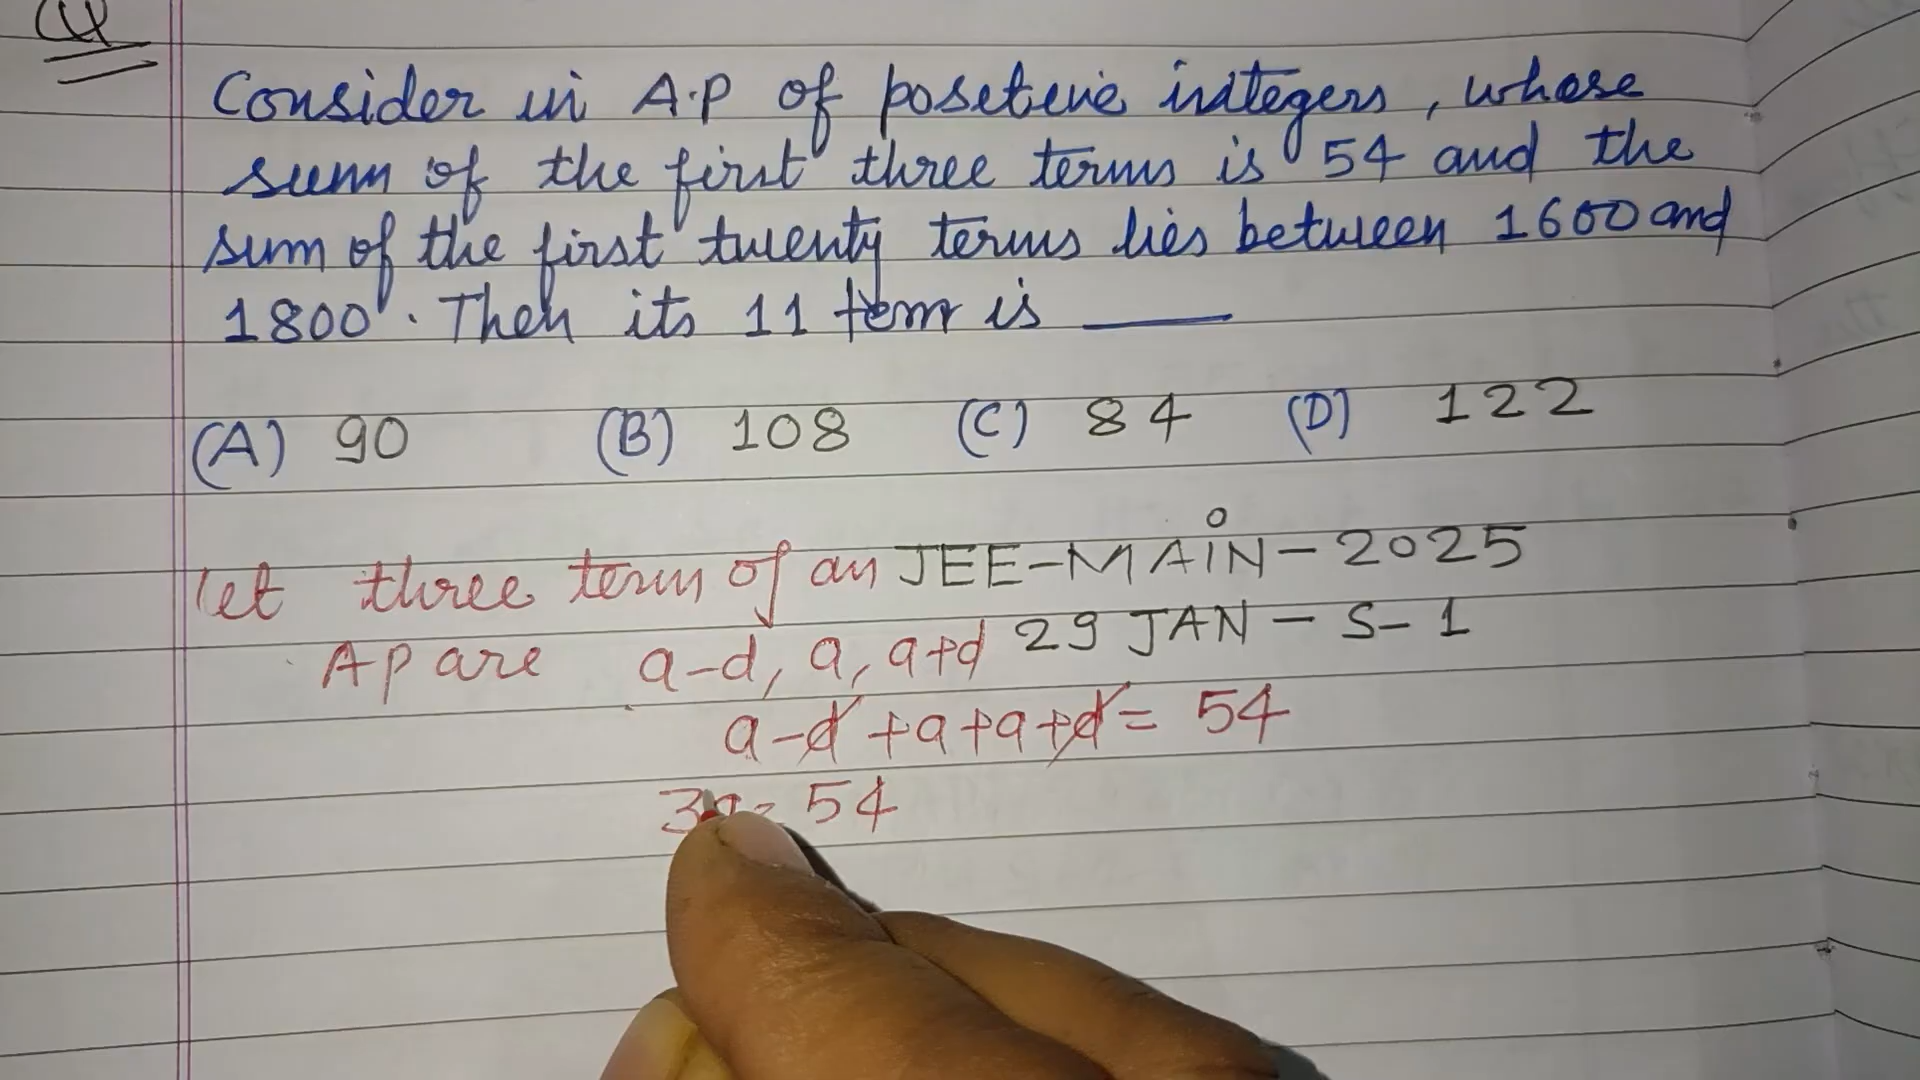 Q
Consider in A.P of posetive integers, whose
sum of the first three terms is 54 and the
sum of the first twenty terms lies between 1600 and
1800. Then its 11 term is ____
(A) 90 (B) 108 (C) 84 (D) 122
let three term of an JEE-MAIN-2025
AP are a-d, a, a+d 29 JAN - S-1
a-d+a+a+d= 54
3a= 54